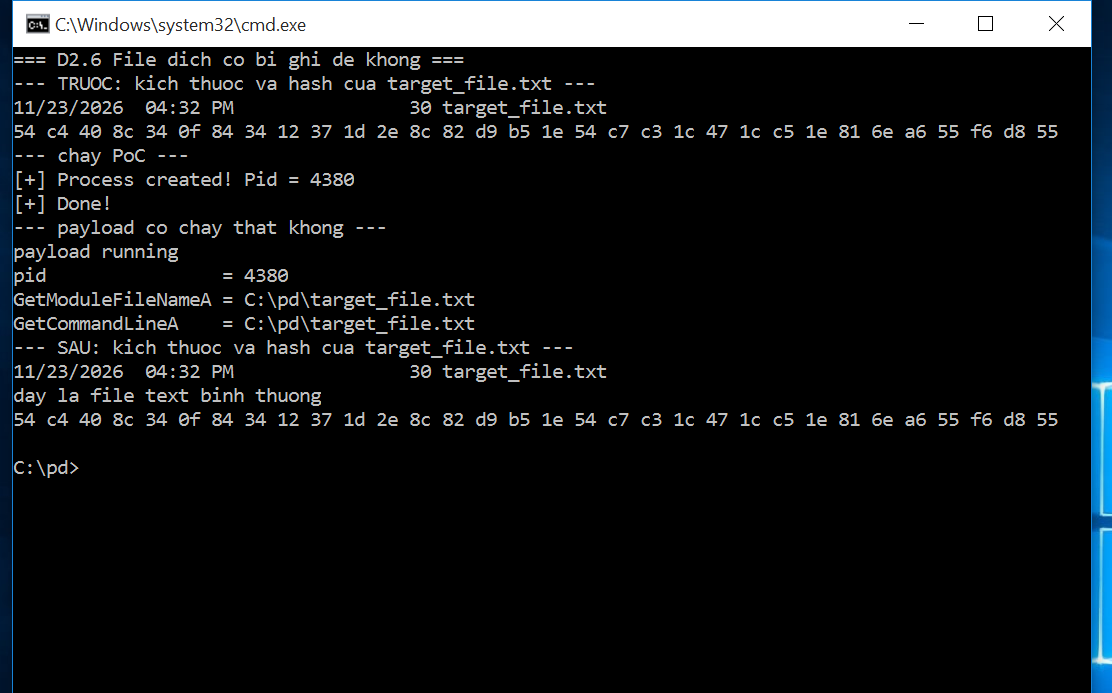 C:\Windows\system32\cmd.exe
=== D2.6 File dich co bi ghi de khong ===
--- TRUOC: kich thuoc va hash cua target_file.txt ---
11/23/2026  04:32 PM                30 target_file.txt
54 c4 40 8c 34 0f 84 34 12 37 1d 2e 8c 82 d9 b5 1e 54 c7 c3 1c 47 1c c5 1e 81 6e a6 55 f6 d8 55
--- chay PoC ---
[+] Process created! Pid = 4380
[+] Done!
--- payload co chay that khong ---
payload running
pid                = 4380
GetModuleFileNameA = C:\pd\target_file.txt
GetCommandLineA    = C:\pd\target_file.txt
--- SAU: kich thuoc va hash cua target_file.txt ---
11/23/2026  04:32 PM                30 target_file.txt
day la file text binh thuong
54 c4 40 8c 34 0f 84 34 12 37 1d 2e 8c 82 d9 b5 1e 54 c7 c3 1c 47 1c c5 1e 81 6e a6 55 f6 d8 55
C:\pd>